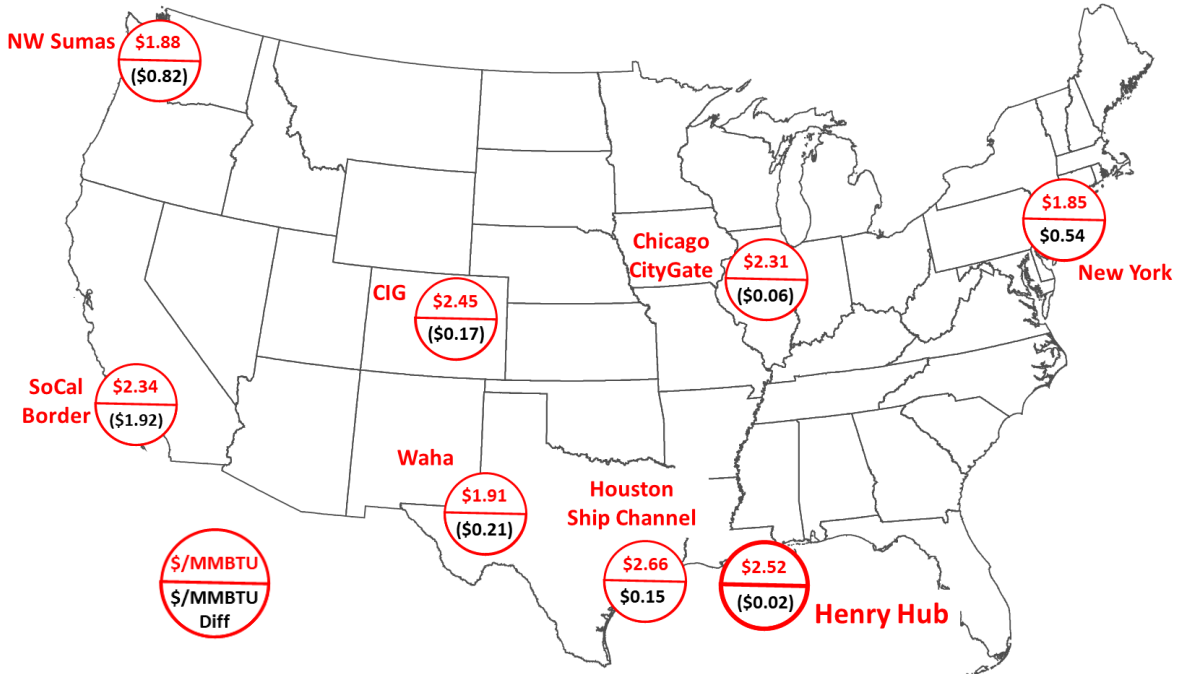 NW Sumas
$1.88
($0.82)
$1.85
$0.54
New York
Chicago
CityGate
$2.31
($0.06)
CIG
$2.45
($0.17)
SoCal
Border
$2.34
($1.92)
Waha
$1.91
($0.21)
Houston
Ship Channel
$2.66
$0.15
$2.52
($0.02)
Henry Hub
$/MMBTU
$/MMBTU
Diff